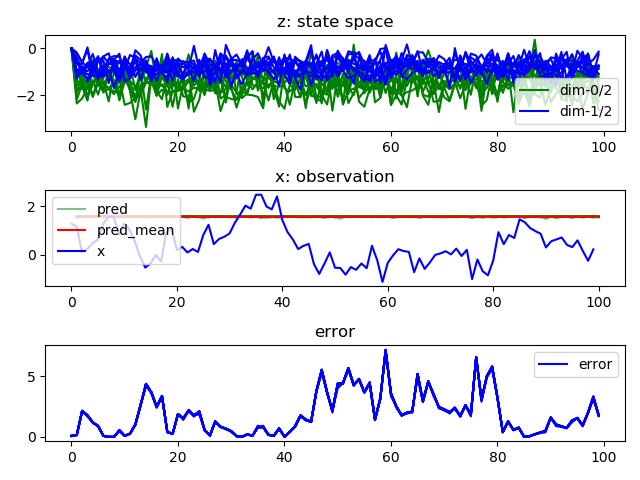 z: state space
0
−2
dim-0/2
dim-1/2
0 20 40 60 80 100
x: observation
2
0
pred
pred_mean
x
0 20 40 60 80 100
error
5
0
error
0 20 40 60 80 100